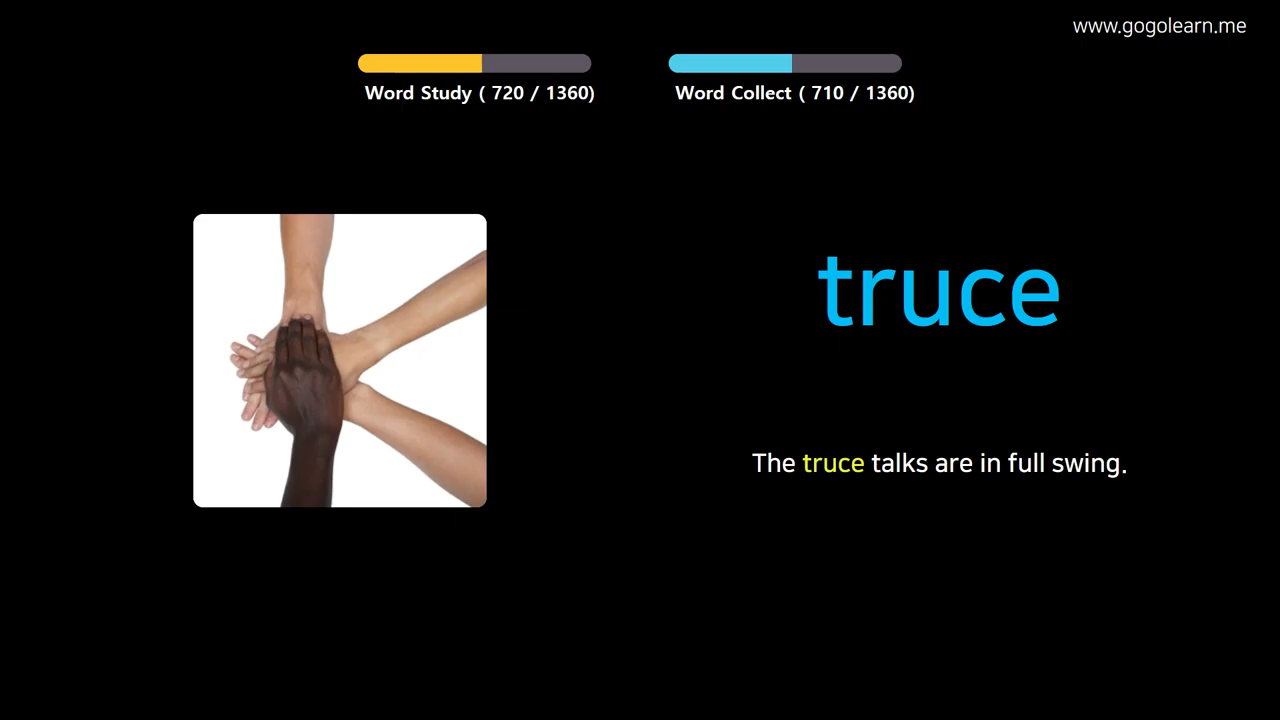 www.gogolearn.me
Word Study ( 720 / 1360)
Word Collect ( 710 / 1360)
truce
The truce talks are in full swing.